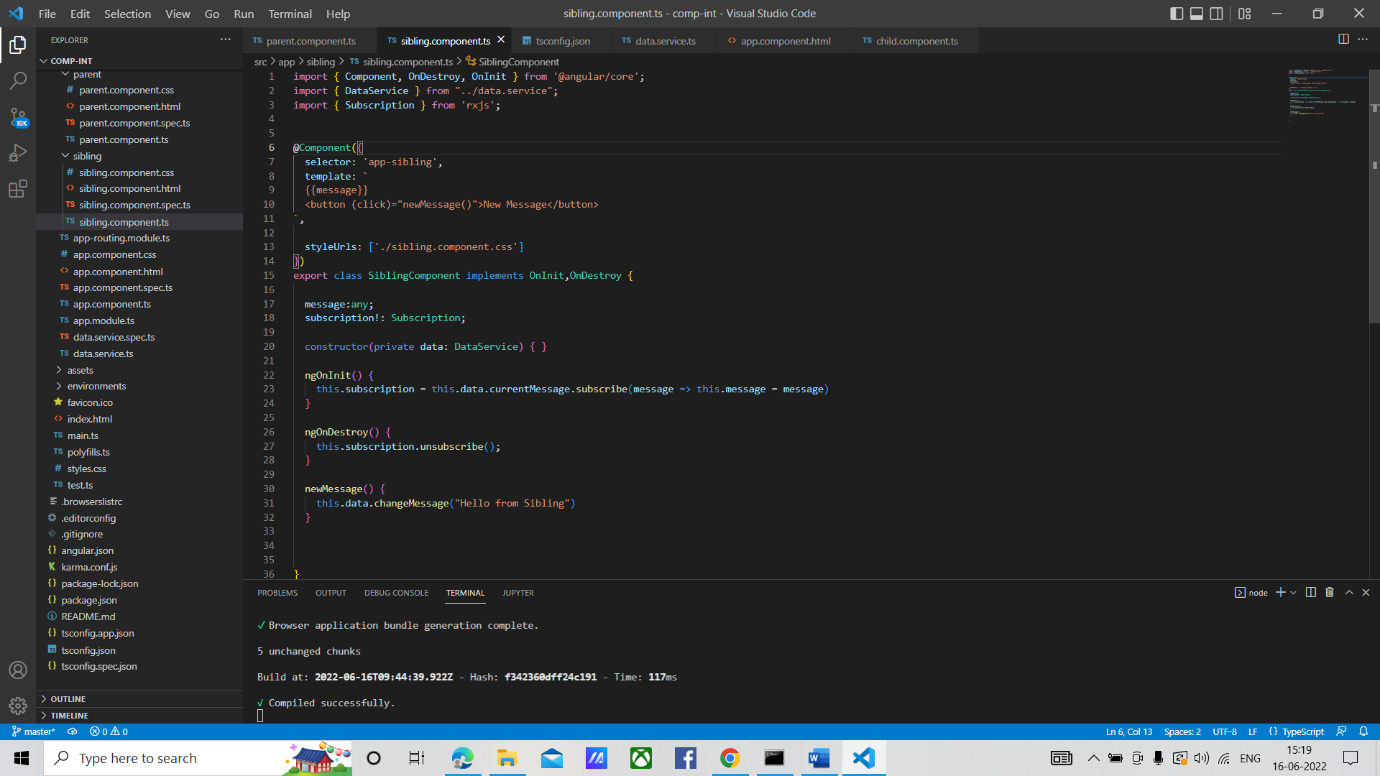 File Edit Selection View Go Run Terminal Help
sibling.component.ts - comp-int - Visual Studio Code
EXPLORER
COMP-INT
parent
parent.component.css
parent.component.html
parent.component.spec.ts
parent.component.ts
sibling
sibling.component.css
sibling.component.html
sibling.component.spec.ts
sibling.component.ts
app-routing.module.ts
app.component.css
app.component.html
app.component.spec.ts
app.component.ts
app.module.ts
data.service.spec.ts
data.service.ts
assets
environments
favicon.ico
index.html
main.ts
polyfills.ts
styles.css
test.ts
.browserslistrc
.editorconfig
.gitignore
angular.json
karma.conf.js
package-lock.json
package.json
README.md
tsconfig.app.json
tsconfig.json
tsconfig.spec.json
OUTLINE
TIMELINE
10K
TS parent.component.ts TS sibling.component.ts tsconfig.json TS data.service.ts <> app.component.html TS child.component.ts
src > app > sibling > TS sibling.component.ts > SiblingComponent
1 import { Component, OnDestroy, OnInit } from '@angular/core';
2 import { DataService } from "../data.service";
3 import { Subscription } from 'rxjs';
4
5
6 @Component({
7 selector: 'app-sibling',
8 template: `
9 {{message}}
10 <button (click)="newMessage()">New Message</button>
11 `,
12
13 styleUrls: ['./sibling.component.css']
14 })
15 export class SiblingComponent implements OnInit,OnDestroy {
16
17 message:any;
18 subscription!: Subscription;
19
20 constructor(private data: DataService) { }
21
22 ngOnInit() {
23 this.subscription = this.data.currentMessage.subscribe(message => this.message = message)
24 }
25
26 ngOnDestroy() {
27 this.subscription.unsubscribe();
28 }
29
30 newMessage() {
31 this.data.changeMessage("Hello from Sibling")
32 }
33
34
35
36 }
PROBLEMS OUTPUT DEBUG CONSOLE TERMINAL JUPYTER
node
√ Browser application bundle generation complete.
5 unchanged chunks
Build at: 2022-06-16T09:44:39.922Z - Hash: f342360dff24c191 - Time: 117ms
√ Compiled successfully.
master* 0 0 Ln 6, Col 13 Spaces: 2 UTF-8 LF {} TypeScript
Type here to search
ENG
15:19
16-06-2022